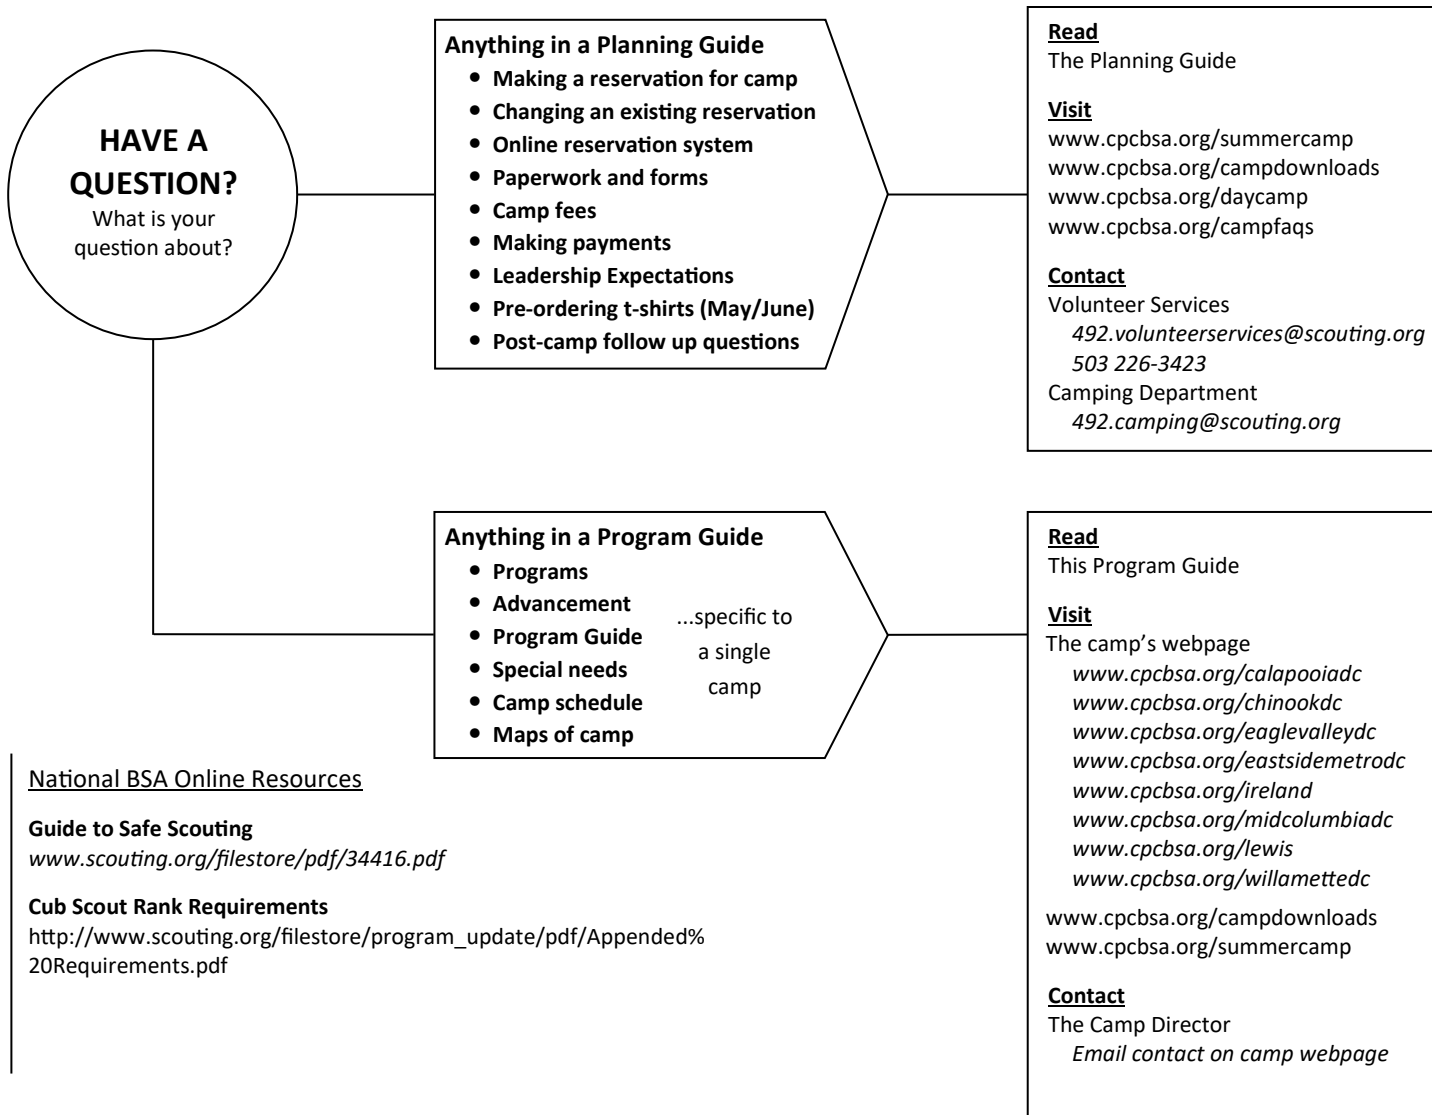 HAVE A
QUESTION?
What is your
question about?
Anything in a Planning Guide
• Making a reservation for camp
• Changing an existing reservation
• Online reservation system
• Paperwork and forms
• Camp fees
• Making payments
• Leadership Expectations
• Pre-ordering t-shirts (May/June)
• Post-camp follow up questions
Read
The Planning Guide
Visit
www.cpcbsa.org/summercamp
www.cpcbsa.org/campdownloads
www.cpcbsa.org/daycamp
www.cpcbsa.org/campfaqs
Contact
Volunteer Services
492.volunteerservices@scouting.org
503 226-3423
Camping Department
492.camping@scouting.org
Anything in a Program Guide
• Programs
• Advancement
• Program Guide
• Special needs
• Camp schedule
• Maps of camp
...specific to
a single
camp
Read
This Program Guide
Visit
The camp’s webpage
www.cpcbsa.org/calapooiadc
www.cpcbsa.org/chinookdc
www.cpcbsa.org/eaglevalleydc
www.cpcbsa.org/eastsidemetrodc
www.cpcbsa.org/ireland
www.cpcbsa.org/midcolumbiadc
www.cpcbsa.org/lewis
www.cpcbsa.org/willamettedc
www.cpcbsa.org/campdownloads
www.cpcbsa.org/summercamp
Contact
The Camp Director
Email contact on camp webpage
National BSA Online Resources
Guide to Safe Scouting
www.scouting.org/filestore/pdf/34416.pdf
Cub Scout Rank Requirements
http://www.scouting.org/filestore/program_update/pdf/Appended%
20Requirements.pdf